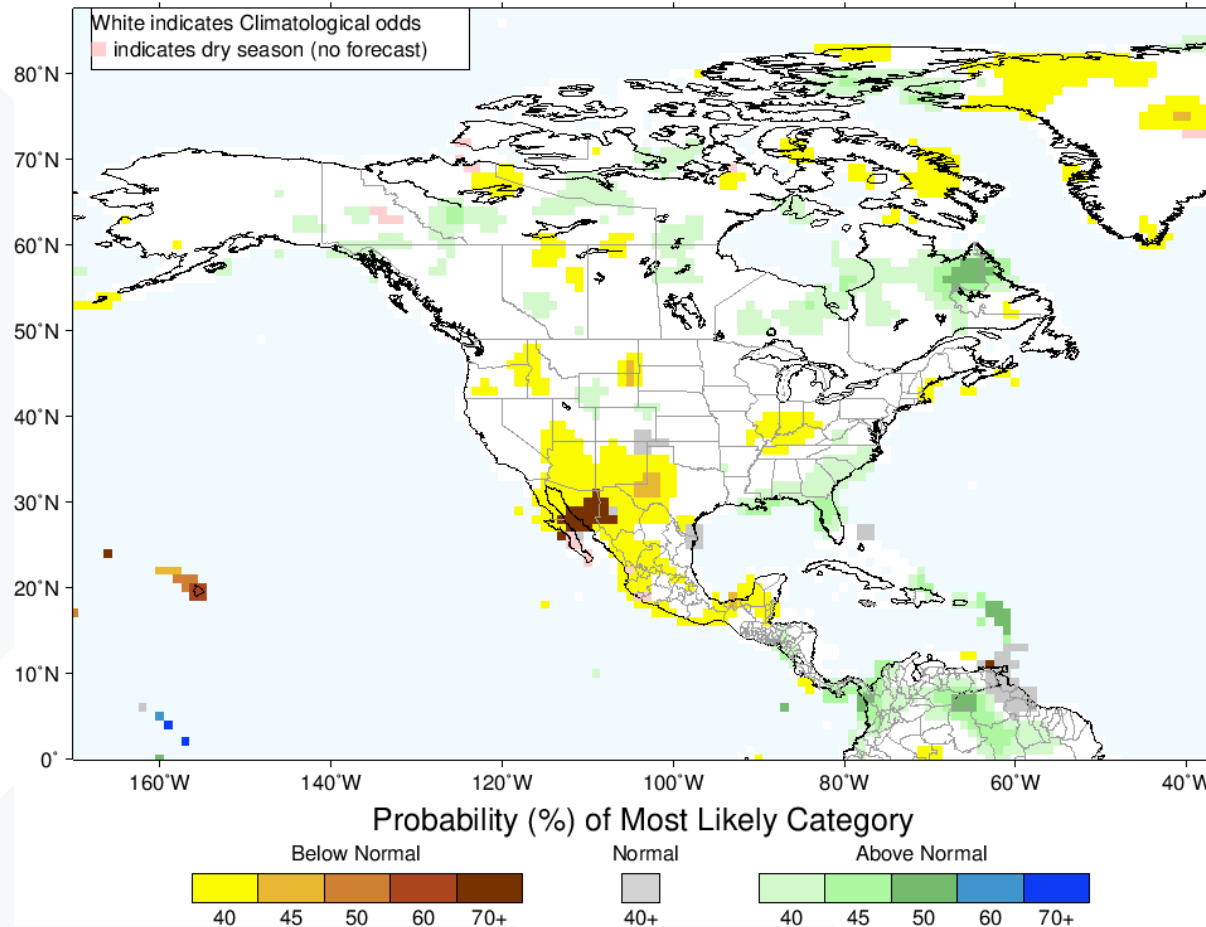 White indicates Climatological odds
indicates dry season (no forecast)
80°N
70°N
60°N
50°N
40°N
30°N
20°N
10°N
0°
160°W 140°W 120°W 100°W 80°W 60°W 40°W
Probability (%) of Most Likely Category
Below Normal Normal Above Normal
40 45 50 60 70+ 40+ 40 45 50 60 70+